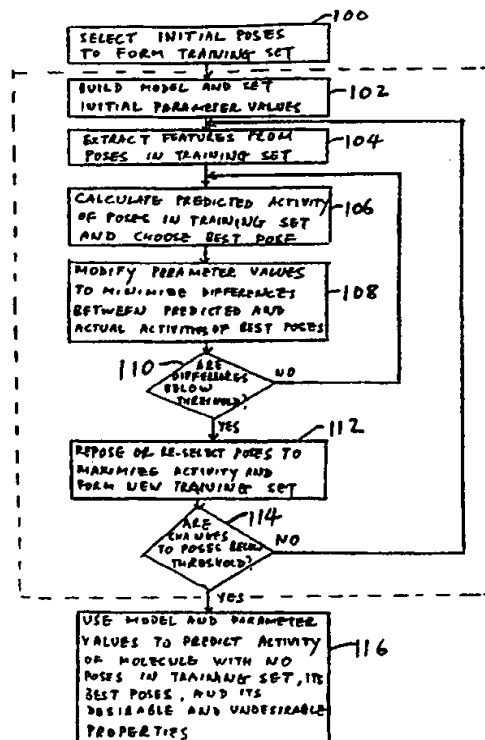 100
SELECT INITIAL POSES
TO FORM TRAINING SET
BUILD MODEL AND SET
INITIAL PARAMETER VALUES
102
EXTRACT FEATURES FROM
POSES IN TRAINING SET
104
CALCULATE PREDICTED ACTIVITY
OF POSES IN TRAINING SET
AND CHOOSE BEST POSE
106
MODIFY PARAMETER VALUES
TO MINIMIZE DIFFERENCES
BETWEEN PREDICTED AND
ACTUAL ACTIVITIES OF BEST POSES
108
110
ARE
DIFFERENCES
BELOW
THRESHOLD?
NO
YES
112
REPOSE OR RE-SELECT POSES TO
MAXIMIZE ACTIVITY AND
FORM NEW TRAINING SET
114
ARE
CHANGES
TO POSES BELOW
THRESHOLD?
NO
YES
USE MODEL AND PARAMETER
VALUES TO PREDICT ACTIVITY
OF MOLECULE WITH NO
POSES IN TRAINING SET, ITS
BEST POSES, AND ITS
DESIRABLE AND UNDESIRABLE
PROPERTIES
116